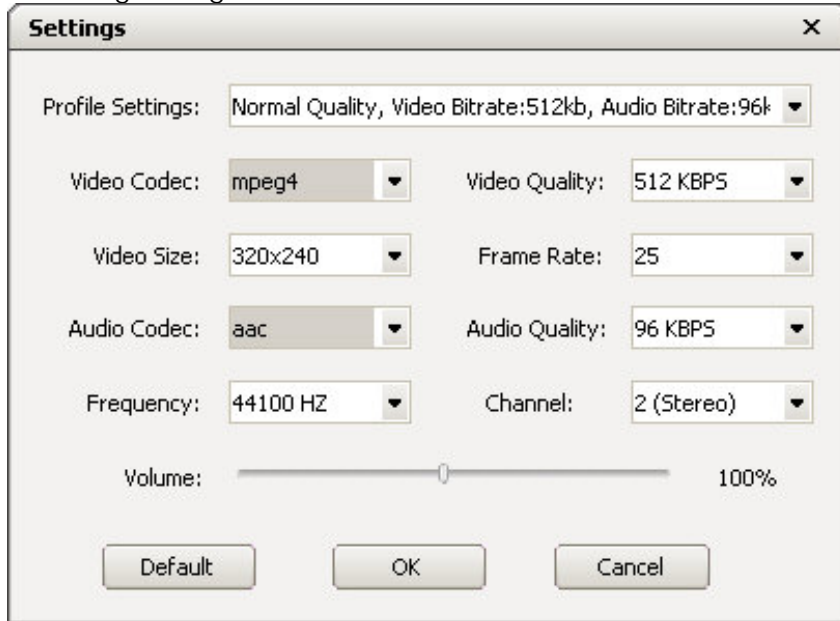 Settings
Profile Settings: Normal Quality, Video Bitrate:512kb, Audio Bitrate:96k
Video Codec: mpeg4 Video Quality: 512 KBPS
Video Size: 320x240 Frame Rate: 25
Audio Codec: aac Audio Quality: 96 KBPS
Frequency: 44100 HZ Channel: 2 (Stereo)
Volume: 100%
Default OK Cancel